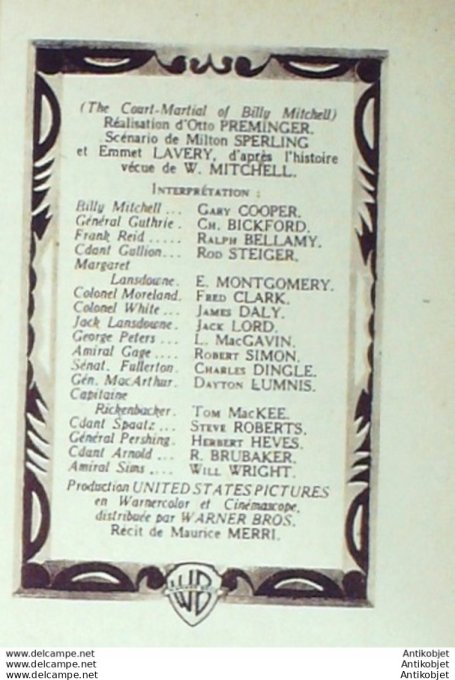 (The Court-Martial of Billy Mitchell)
Réalisation d'Otto PREMINGER.
Scénario de Milton SPERLING
et Emmet LAVERY, d'après l'histoire
vécue de W. MITCHELL.
INTERPRÉTATION :
Billy Mitchell ... GARY COOPER.
Général Guthrie . CH. BICKFORD.
Frank Reid ..... RALPH BELLAMY.
Cdant Gullion... ROD STEIGER.
Margaret
Lansdowne. E. MONTGOMERY.
Colonel Moreland. FRED CLARK.
Colonel White ... JAMES DALY.
Jack Lansdowne. JACK LORD.
George Peters ... L. MACGAVIN.
Amiral Gage.... ROBERT SIMON.
Sénat. Fullerton. CHARLES DINGLE.
Gén. MacArthur. DAYTON LUMNIS.
Capitaine
Rickenbacker. TOM MACKEE.
Cdant Spaatz ... STEVE ROBERTS.
Général Pershing. HERBERT HEVES.
Cdant Arnold ... R. BRUBAKER.
Amiral Sims .... WILL WRIGHT.
Production UNITED STATES PICTURES
en Warnercolor et Cinémascope,
distribuée par WARNER BROS.
Récit de Maurice MERRI.
WB
www.delcampe.net Antikobjet
www.delcampe.com Antikobjet
www.delcampe.net Antikobjet